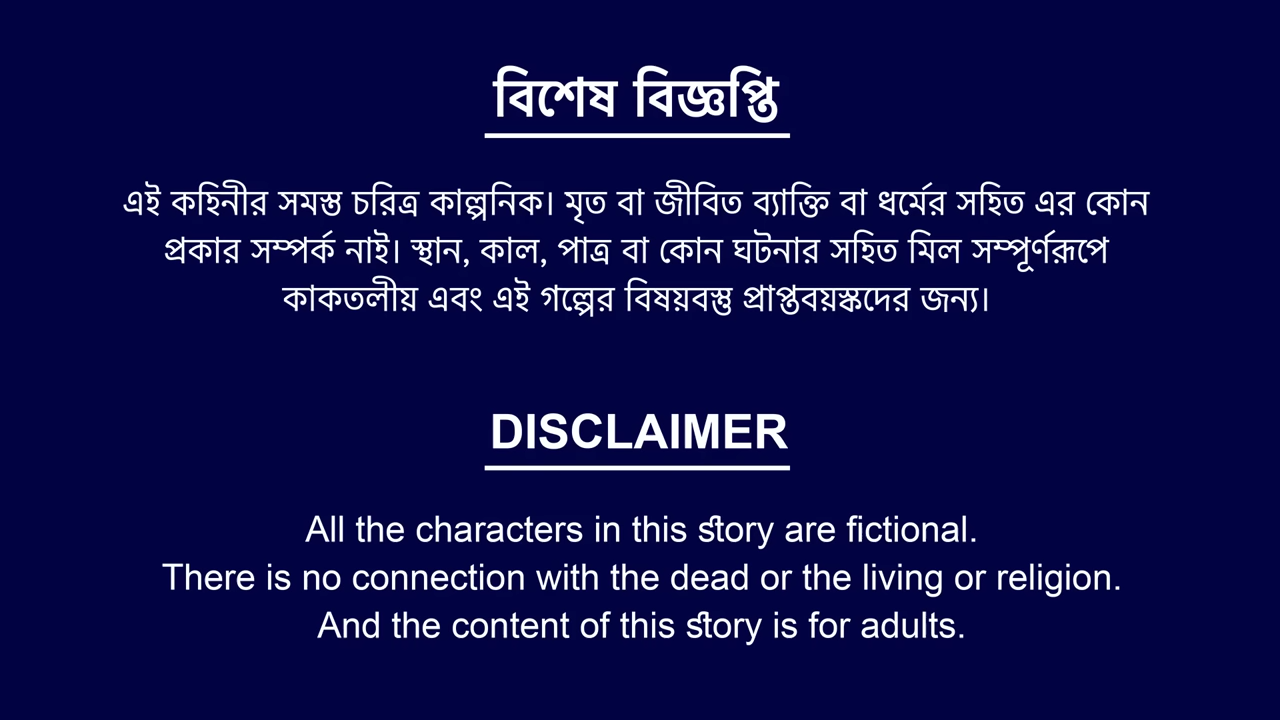 বিশেষ বিজ্ঞপ্তি
এই কহিনীর সমস্ত চরিত্র কাল্পনিক। মৃত বা জীবিত ব্যাক্তি বা ধর্মের সহিত এর কোন
প্রকার সম্পর্ক নাই। স্থান, কাল, পাত্র বা কোন ঘটনার সহিত মিল সম্পূর্ণরূপে
কাকতলীয় এবং এই গল্পের বিষয়বস্তু প্রাপ্তবয়স্কদের জন্য।
DISCLAIMER
All the characters in this story are fictional.
There is no connection with the dead or the living or religion.
And the content of this story is for adults.